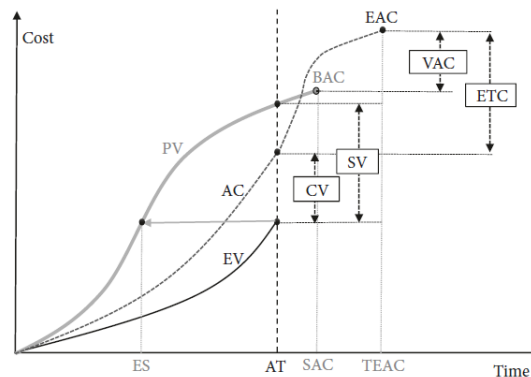 Cost
EAC
VAC
BAC
ETC
PV
SV
AC
CV
EV
ES
AT
SAC
TEAC
Time